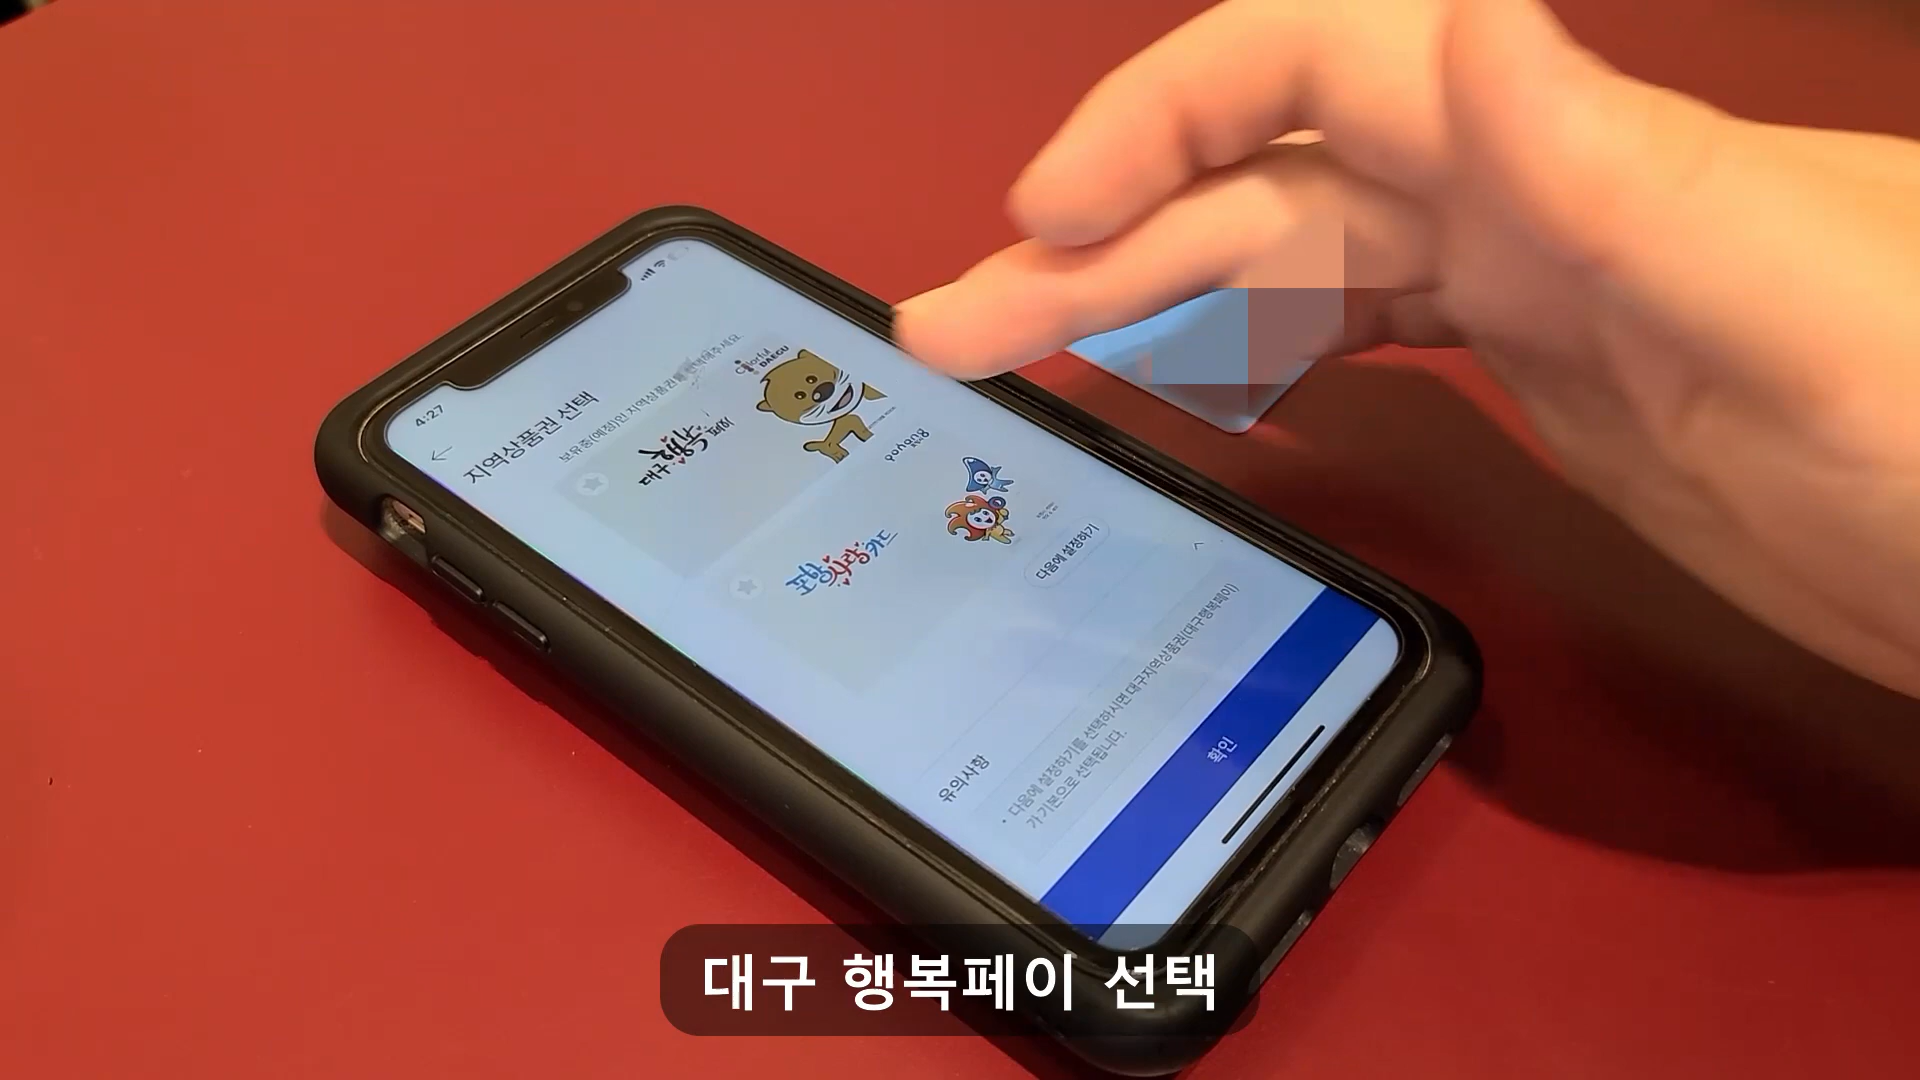 4:27
←
지역상품권 선택
보유중(예정)인 지역상품권을 선택해주세요
Colorful
DAEGU
대구행복페이
POHANG
포항사랑카드
다음에 설정하기
유의사항
• 다음에 설정하기를 선택하시면 대구지역상품권(대구행복페이)
가 기본으로 선택됩니다.
확인
대구 행복페이 선택